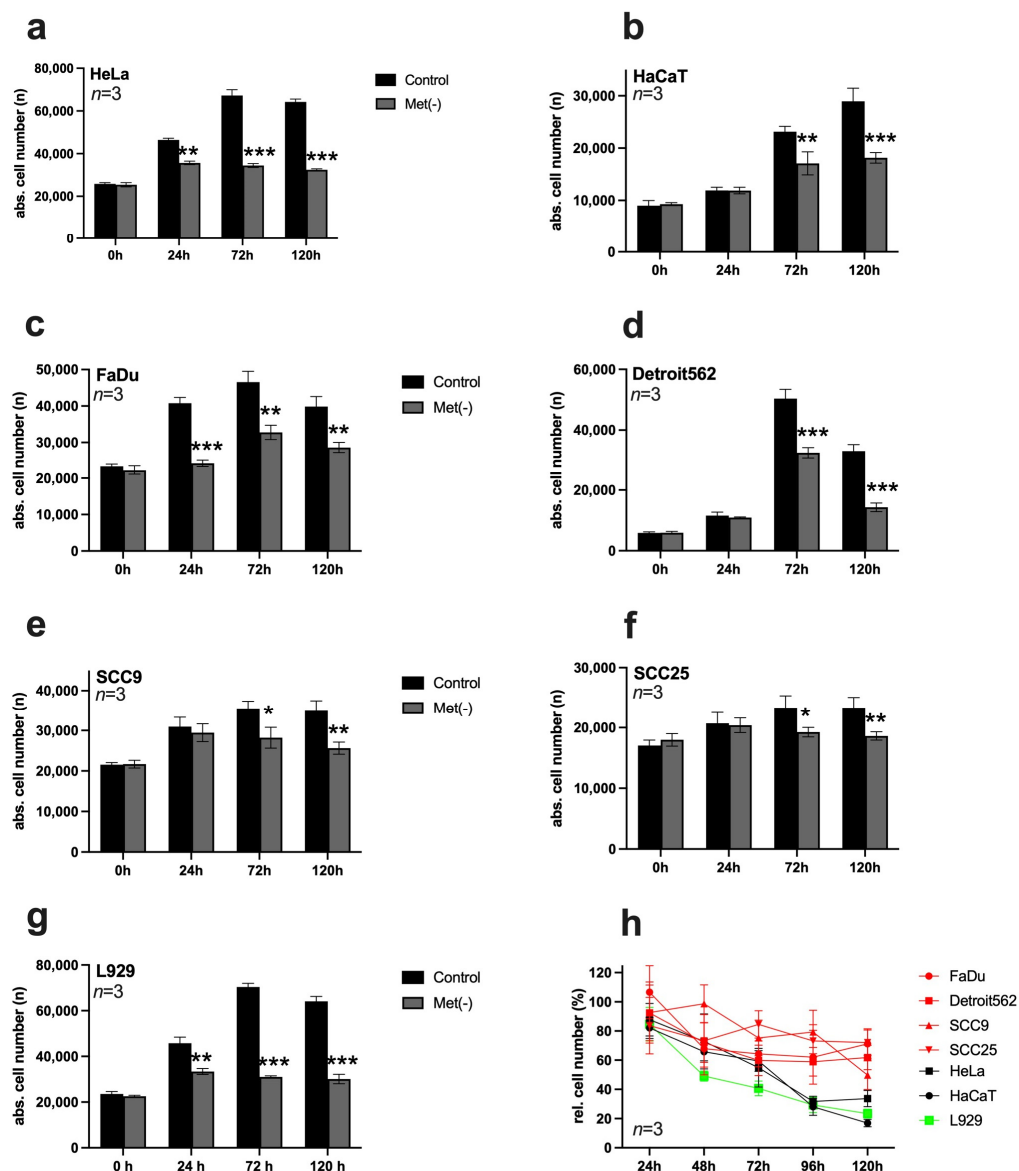 a
HeLa
n=3
abs. cell number (n)
80,000
60,000
40,000
20,000
0
** *** ***
0h 24h 72h 120h
Control
Met(-)
b
HaCaT
n=3
abs. cell number (n)
30,000
20,000
10,000
0
** ***
0h 24h 72h 120h
c
FaDu
n=3
abs. cell number (n)
50,000
40,000
30,000
20,000
10,000
0
*** ** **
0h 24h 72h 120h
Control
Met(-)
d
Detroit562
n=3
abs. cell number (n)
60,000
40,000
20,000
0
*** ***
0h 24h 72h 120h
e
SCC9
n=3
abs. cell number (n)
40,000
30,000
20,000
10,000
0
* **
0h 24h 72h 120h
Control
Met(-)
f
SCC25
n=3
abs. cell number (n)
30,000
20,000
10,000
0
* **
0h 24h 72h 120h
g
L929
n=3
abs. cell number (n)
80,000
60,000
40,000
20,000
0
** *** ***
0 h 24 h 72 h 120 h
Control
Met(-)
h
rel. cell number (%)
120
100
80
60
40
20
0
n=3
24h 48h 72h 96h 120h
FaDu
Detroit562
SCC9
SCC25
HeLa
HaCaT
L929